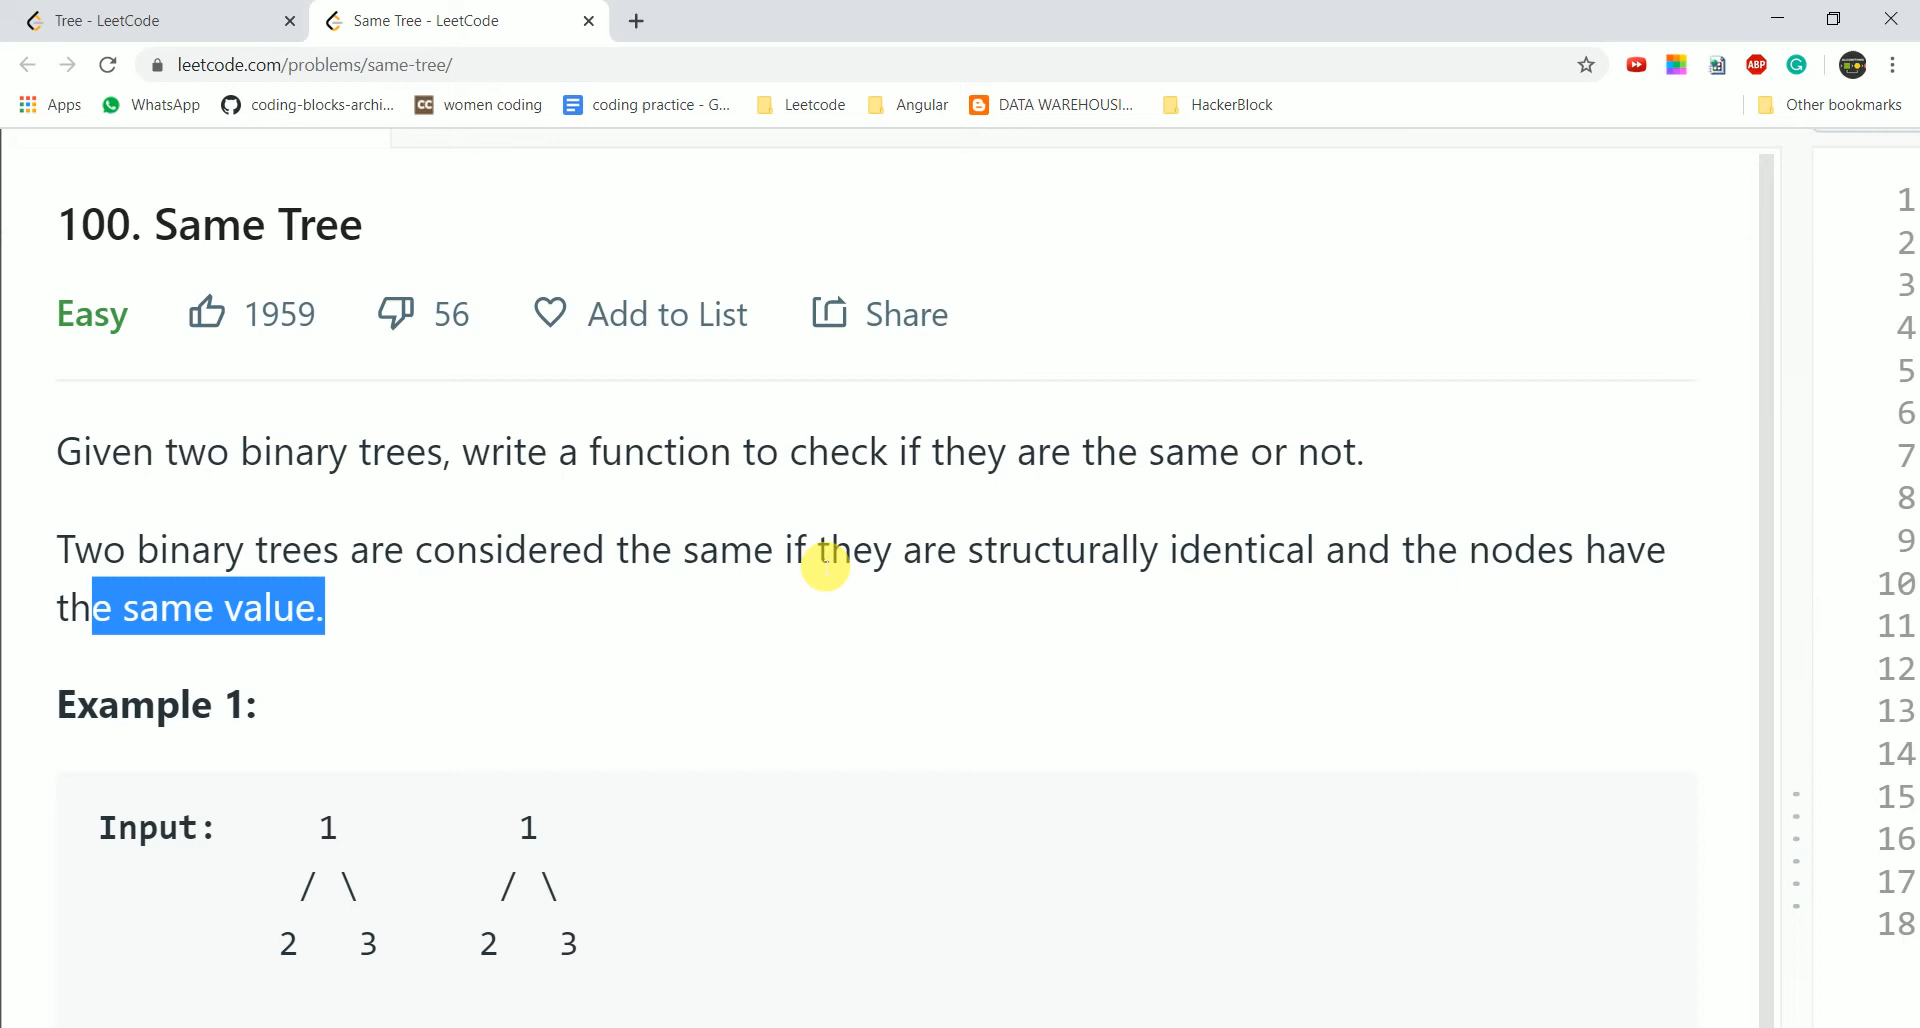 Tree - LeetCode
Same Tree - LeetCode
leetcode.com/problems/same-tree/
ABP
Apps
WhatsApp
coding-blocks-archi...
CC
women coding
coding practice - G...
Leetcode
Angular
DATA WAREHOUSI...
HackerBlock
Other bookmarks
100. Same Tree
Easy
1959
56
Add to List
Share
Given two binary trees, write a function to check if they are the same or not.
Two binary trees are considered the same if they are structurally identical and the nodes have
the same value.
Example 1:
Input: 1 1
/ \ / \
2 3 2 3
1
2
3
4
5
6
7
8
9
10
11
12
13
14
15
16
17
18